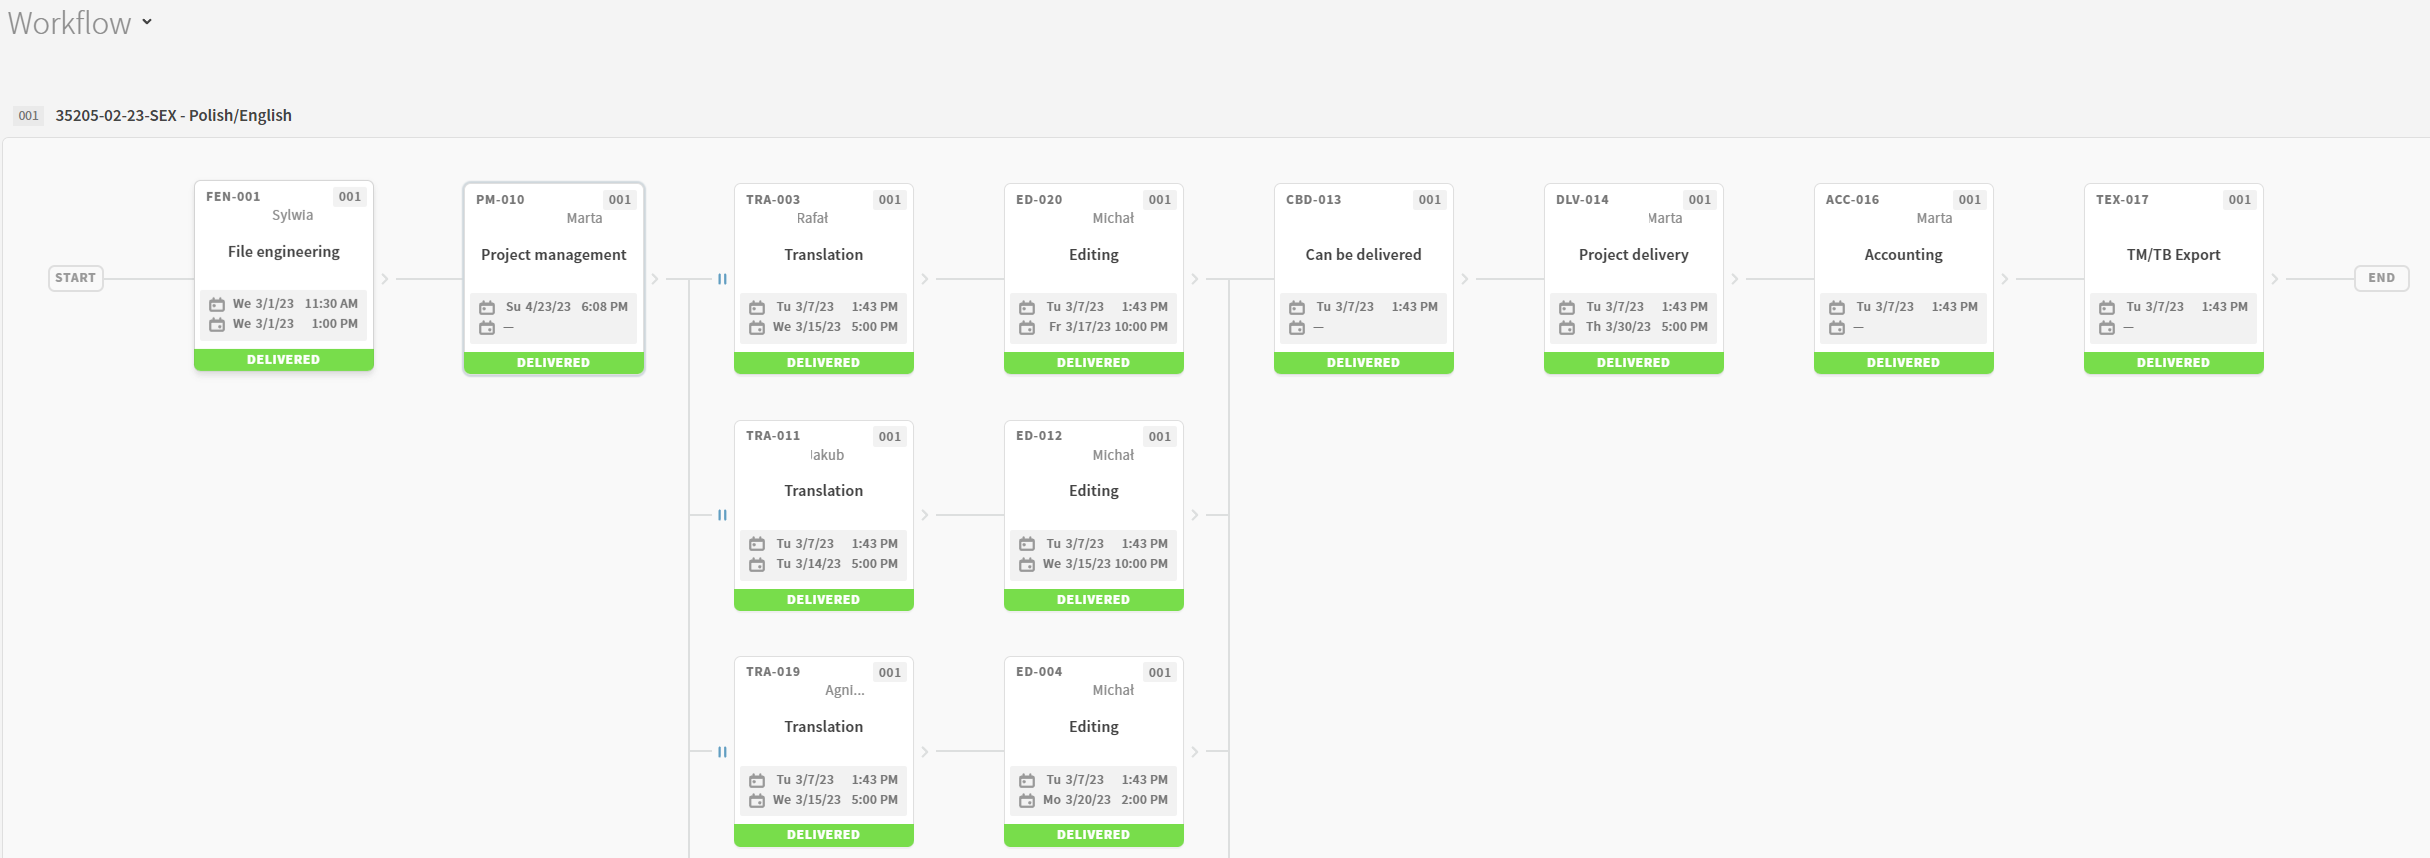 Workflow
001 35205-02-23-SEX - Polish/English
START
FEN-001 001
Sylwia
File engineering
We 3/1/23 11:30 AM
We 3/1/23 1:00 PM
DELIVERED
PM-010 001
Marta
Project management
Su 4/23/23 6:08 PM
—
DELIVERED
TRA-003 001
Rafał
Translation
Tu 3/7/23 1:43 PM
We 3/15/23 5:00 PM
DELIVERED
ED-020 001
Michał
Editing
Tu 3/7/23 1:43 PM
Fr 3/17/23 10:00 PM
DELIVERED
CBD-013 001
Can be delivered
Tu 3/7/23 1:43 PM
—
DELIVERED
DLV-014 001
Marta
Project delivery
Tu 3/7/23 1:43 PM
Th 3/30/23 5:00 PM
DELIVERED
ACC-016 001
Marta
Accounting
Tu 3/7/23 1:43 PM
—
DELIVERED
TEX-017 001
TM/TB Export
Tu 3/7/23 1:43 PM
—
DELIVERED
END
TRA-011 001
Jakub
Translation
Tu 3/7/23 1:43 PM
Tu 3/14/23 5:00 PM
DELIVERED
ED-012 001
Michał
Editing
Tu 3/7/23 1:43 PM
We 3/15/23 10:00 PM
DELIVERED
TRA-019 001
Agni...
Translation
Tu 3/7/23 1:43 PM
We 3/15/23 5:00 PM
DELIVERED
ED-004 001
Michał
Editing
Tu 3/7/23 1:43 PM
Mo 3/20/23 2:00 PM
DELIVERED